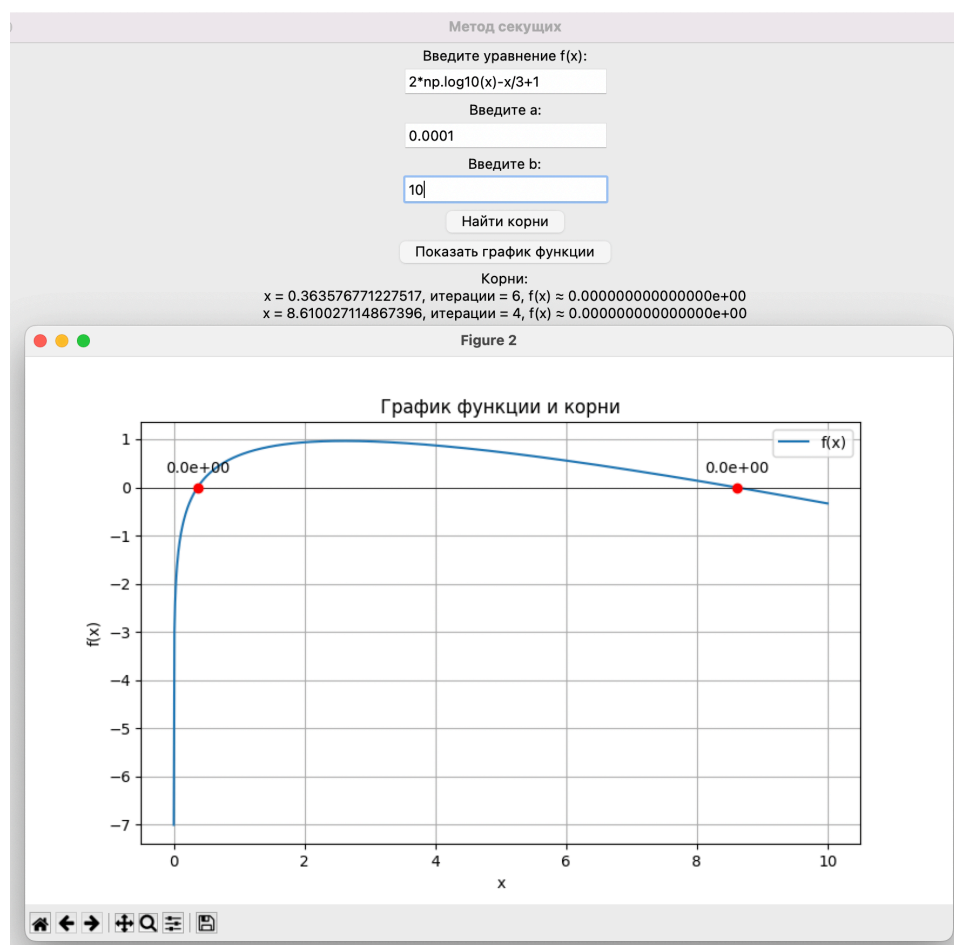 Метод секущих
Введите уравнение f(x):
2*np.log10(x)-x/3+1
Введите a:
0.0001
Введите b:
10
Найти корни
Показать график функции
Корни:
x = 0.363576771227517, итерации = 6, f(x) ≈ 0.000000000000000e+00
x = 8.610027114867396, итерации = 4, f(x) ≈ 0.000000000000000e+00
Figure 2
График функции и корни
f(x)
0.0e+00
0.0e+00
1
0
−1
−2
−3
−4
−5
−6
−7
f(x)
0 2 4 6 8 10
x